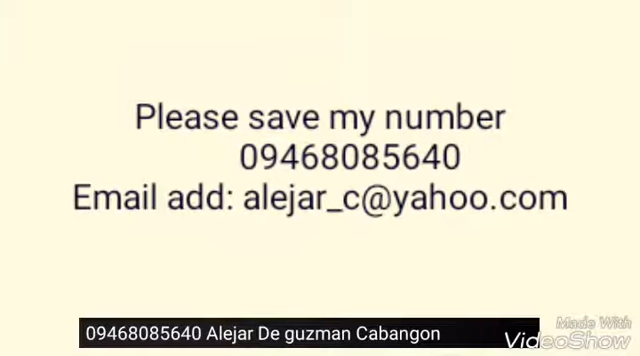 Please save my number
09468085640
Email add: alejar_c@yahoo.com
09468085640 Alejar De guzman Cabangon
Made With
VideoShow